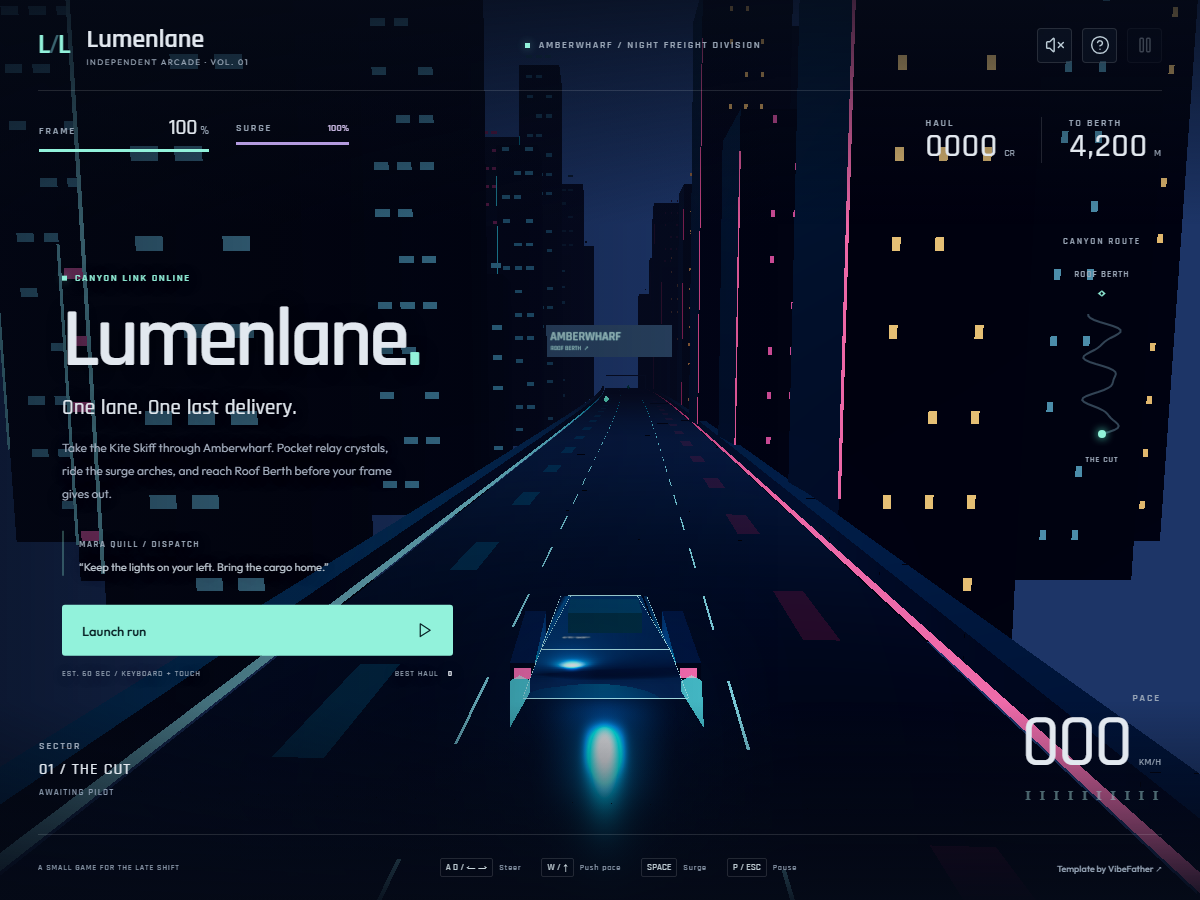 L/L
Lumenlane
INDEPENDENT ARCADE · VOL. 01
AMBERWHARF / NIGHT FREIGHT DIVISION
FRAME
100 %
SURGE
100%
HAUL
0000 CR
TO BERTH
4,200 M
CANYON ROUTE
ROOF BERTH
THE CUT
CANYON LINK ONLINE
Lumenlane.
AMBERWHARF
ROOF BERTH ↗
One lane. One last delivery.
Take the Kite Skiff through Amberwharf. Pocket relay crystals,
ride the surge arches, and reach Roof Berth before your frame
gives out.
MARA QUILL / DISPATCH
“Keep the lights on your left. Bring the cargo home.”
Launch run
EST. 50 SEC / KEYBOARD + TOUCH
BEST HAUL 0
SECTOR
01 / THE CUT
AWAITING PILOT
PACE
000 KM/H
A SMALL GAME FOR THE LATE SHIFT
A D / ← → Steer
W / ↑ Push pace
SPACE Surge
P / ESC Pause
Template by VibeFather ↗